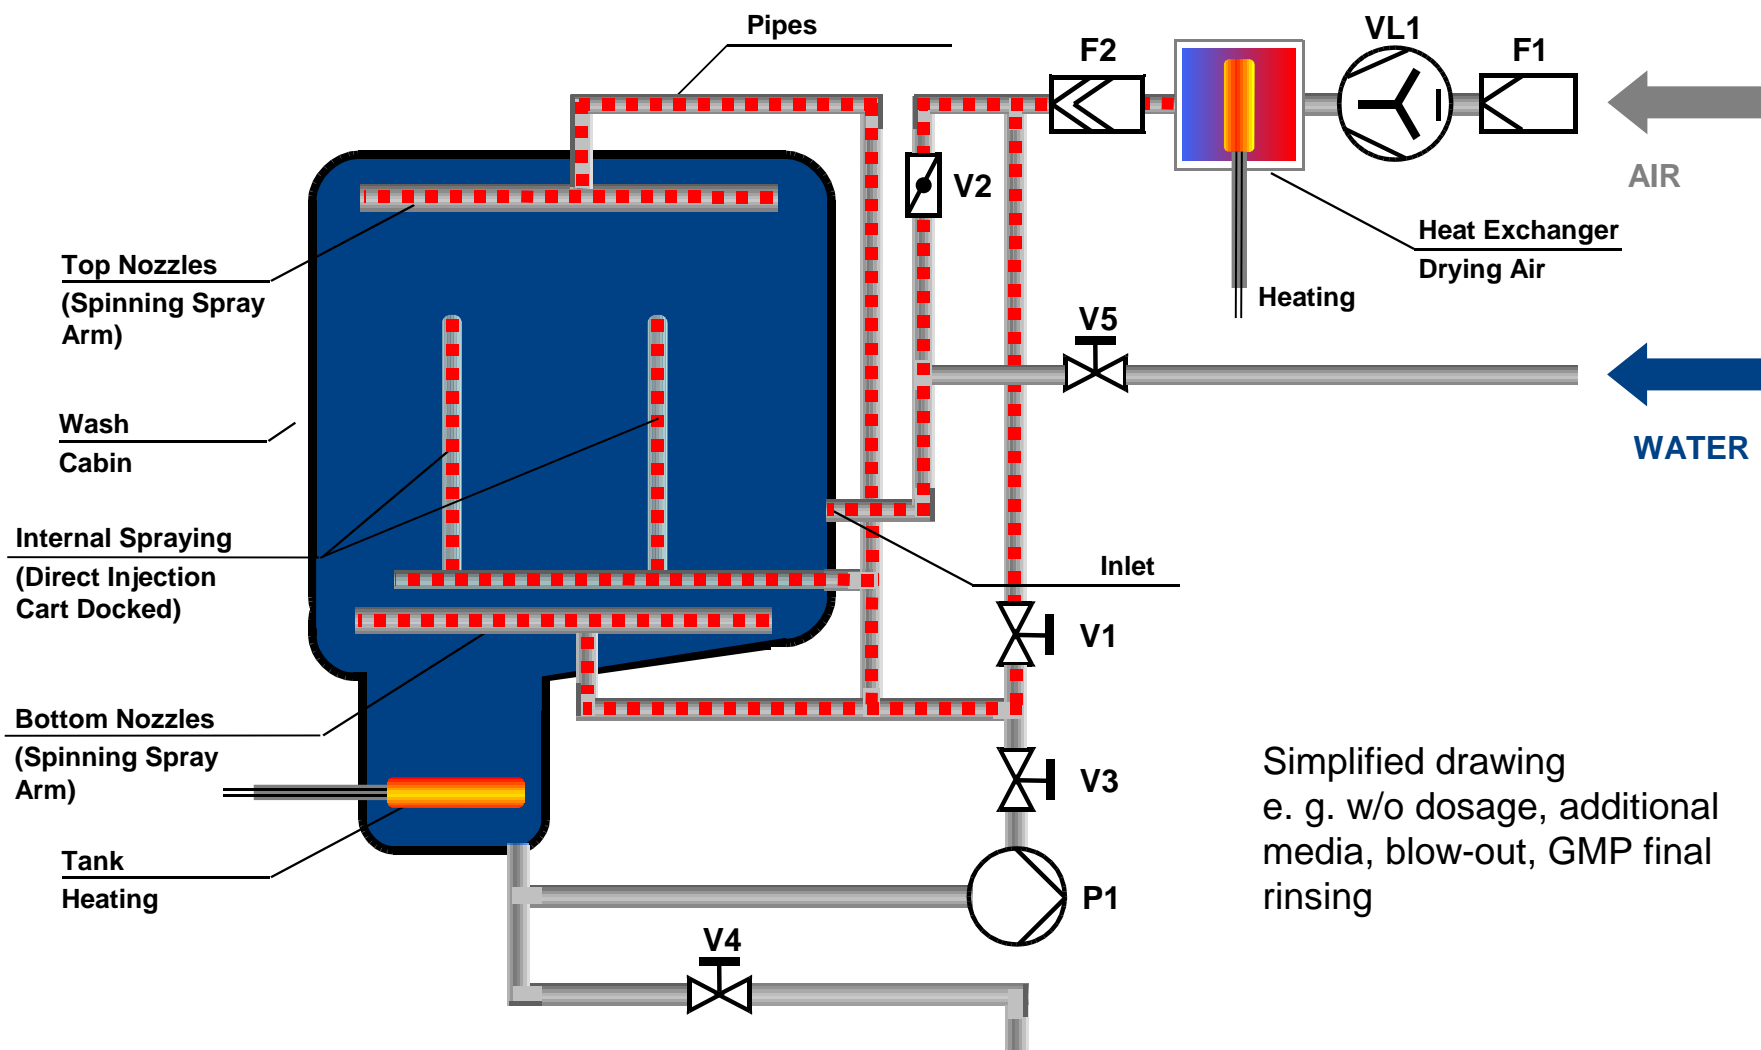 Pipes
F2
VL1
F1
AIR
V2
Heat Exchanger
Drying Air
Heating
Top Nozzles
(Spinning Spray
Arm)
V5
WATER
Wash
Cabin
Internal Spraying
(Direct Injection
Cart Docked)
Inlet
V1
Bottom Nozzles
(Spinning Spray
Arm)
V3
Simplified drawing
e. g. w/o dosage, additional
media, blow-out, GMP final
rinsing
Tank
Heating
P1
V4